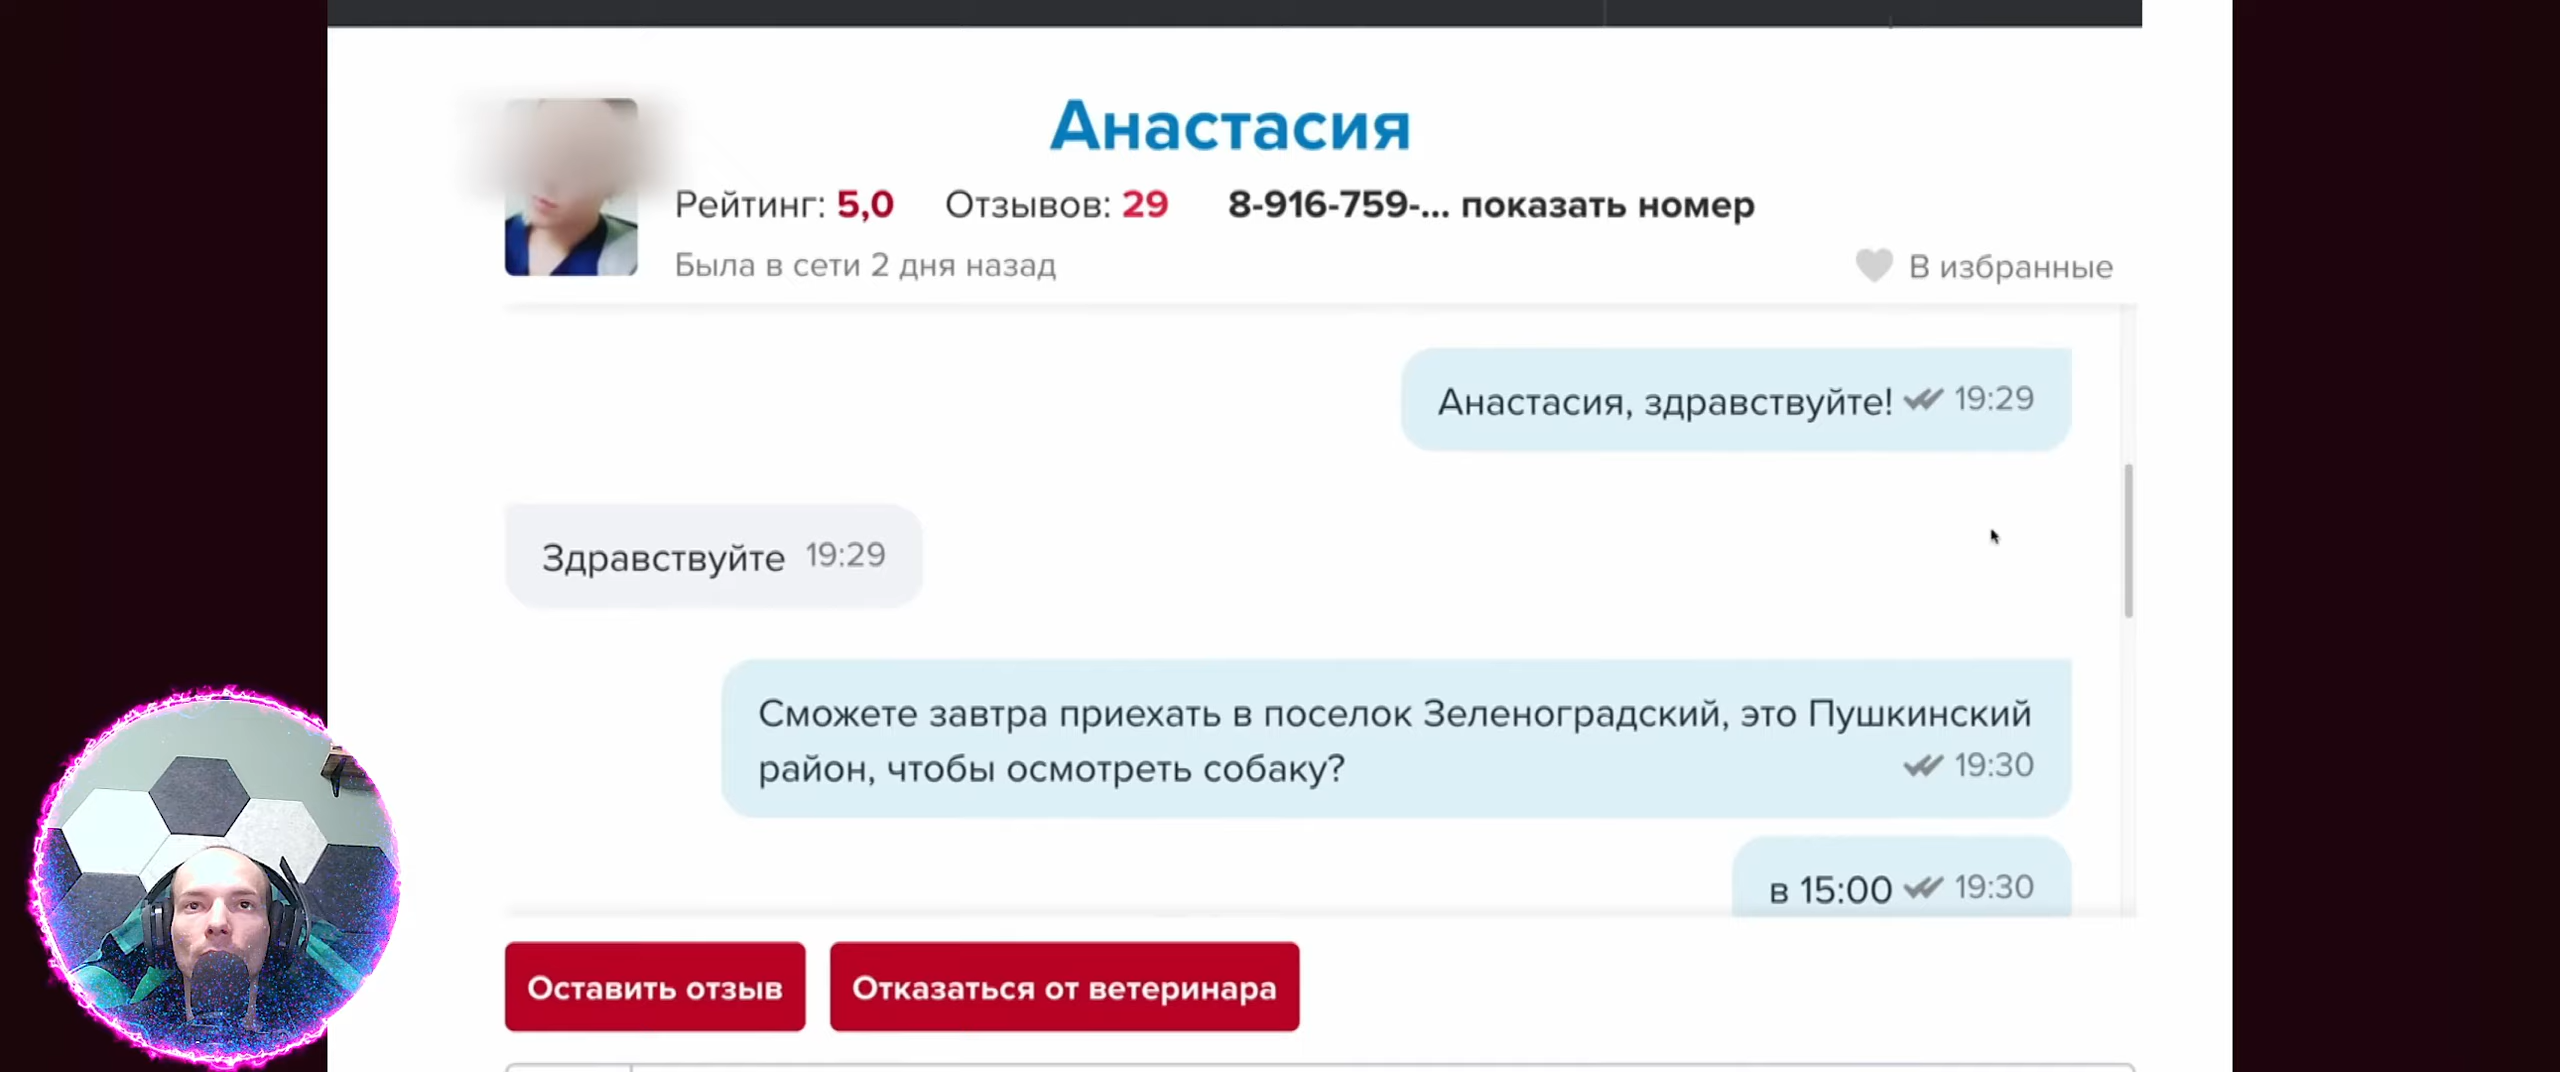 Анастасия
Рейтинг: 5,0 Отзывов: 29 8-916-759-... показать номер
Была в сети 2 дня назад
В избранные
Анастасия, здравствуйте! 19:29
Здравствуйте 19:29
Сможете завтра приехать в поселок Зеленоградский, это Пушкинский
район, чтобы осмотреть собаку? 19:30
в 15:00 19:30
Оставить отзыв
Отказаться от ветеринара